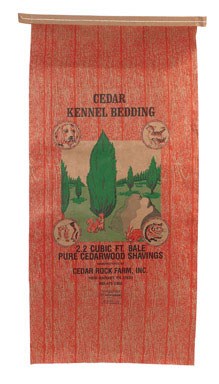 CEDAR
KENNEL BEDDING
2.2 CUBIC FT. BALE
PURE CEDARWOOD SHAVINGS
CEDAR ROCK FARM, INC.